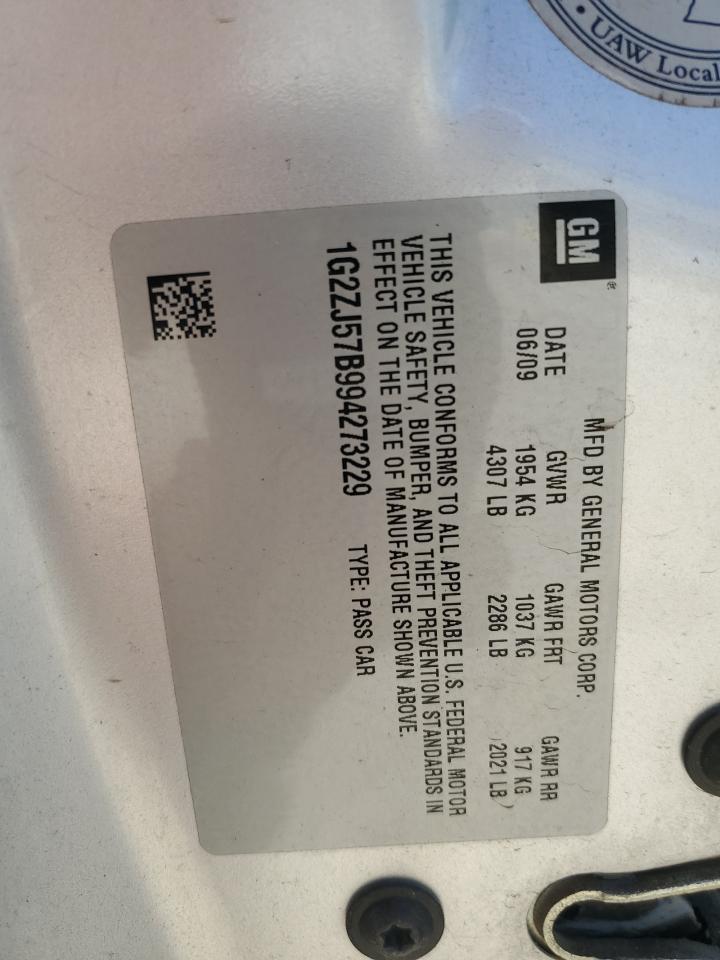 UAW Local
GM®
MFD BY GENERAL MOTORS CORP.
DATE GVWR GAWR FRT GAWR RR
06/09 1954 KG 1037 KG 917 KG
4307 LB 2286 LB 2021 LB
THIS VEHICLE CONFORMS TO ALL APPLICABLE U.S. FEDERAL MOTOR
VEHICLE SAFETY, BUMPER, AND THEFT PREVENTION STANDARDS IN
EFFECT ON THE DATE OF MANUFACTURE SHOWN ABOVE.
1G2ZJ57B994273229 TYPE: PASS CAR